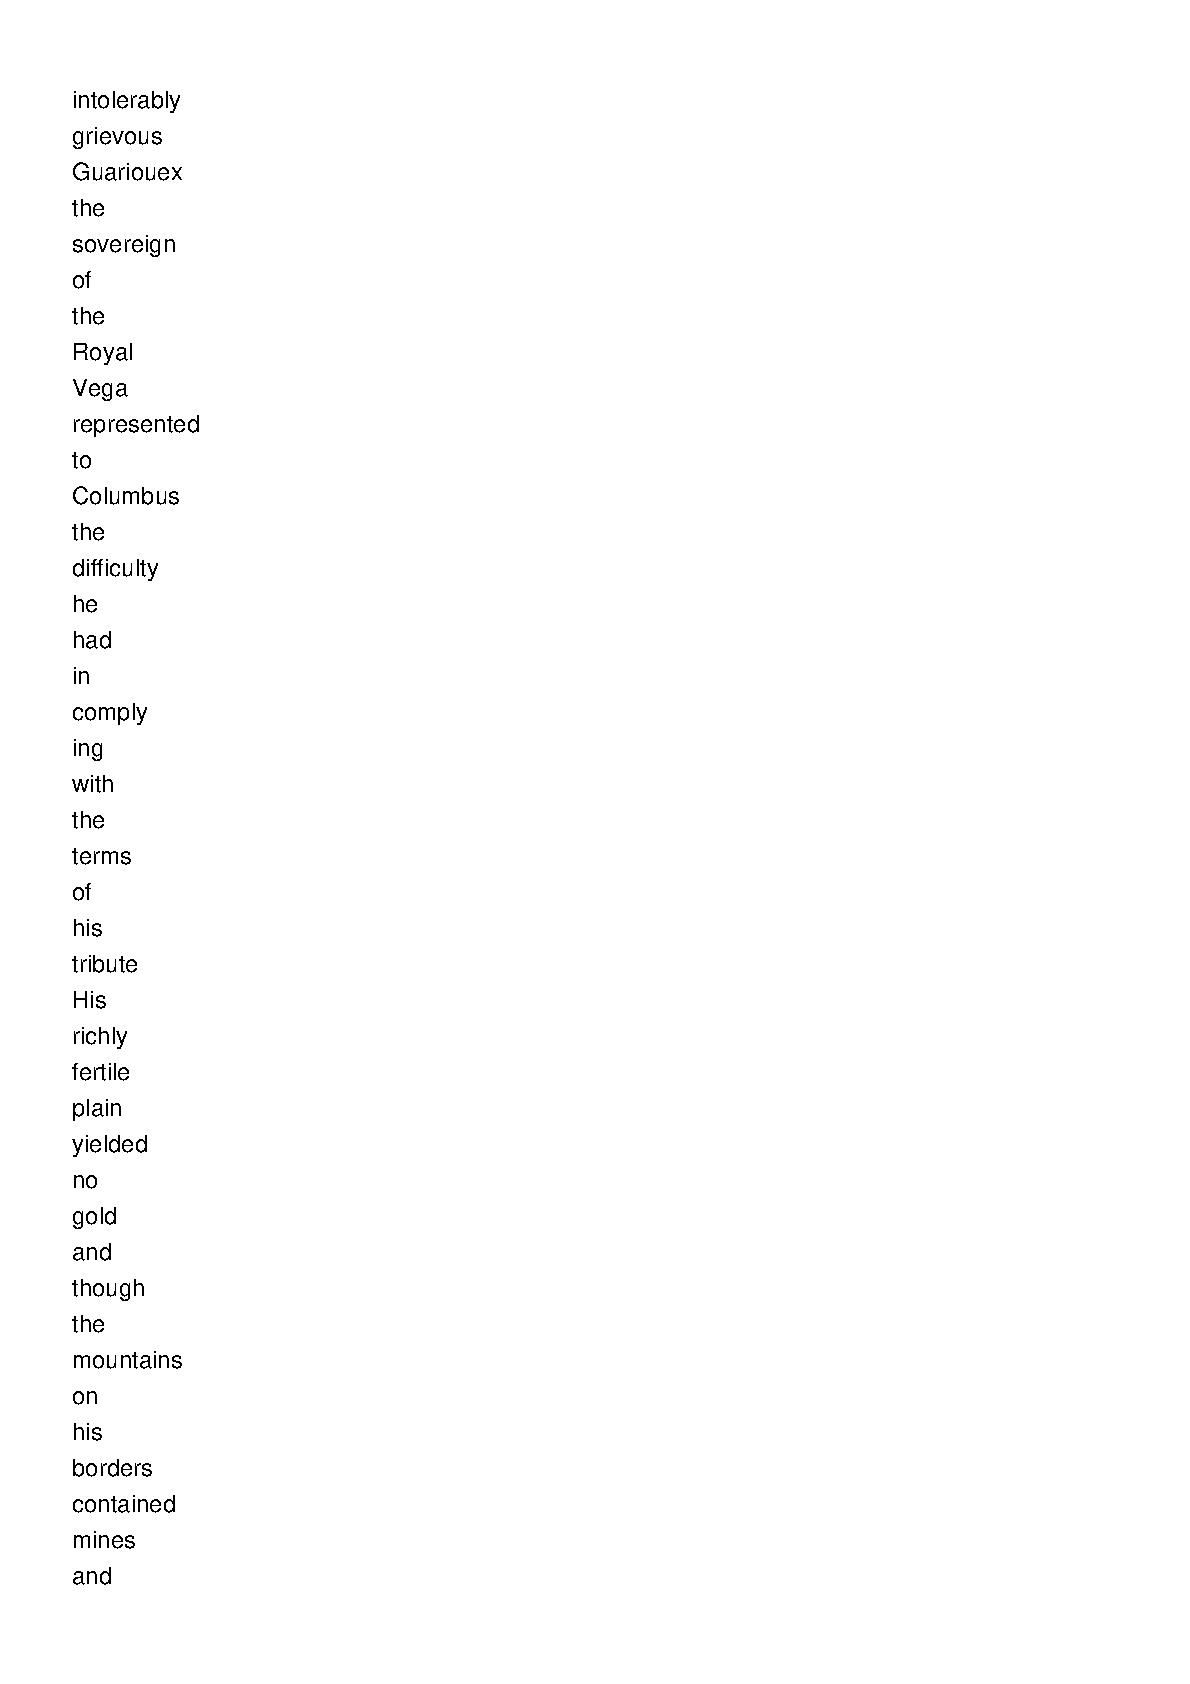 intolerably
grievous
Guariouex
the
sovereign
of
the
Royal
Vega
represented
to
Columbus
the
difficulty
he
had
in
comply
ing
with
the
terms
of
his
tribute
His
richly
fertile
plain
yielded
no
gold
and
though
the
mountains
on
his
borders
contained
mines
and